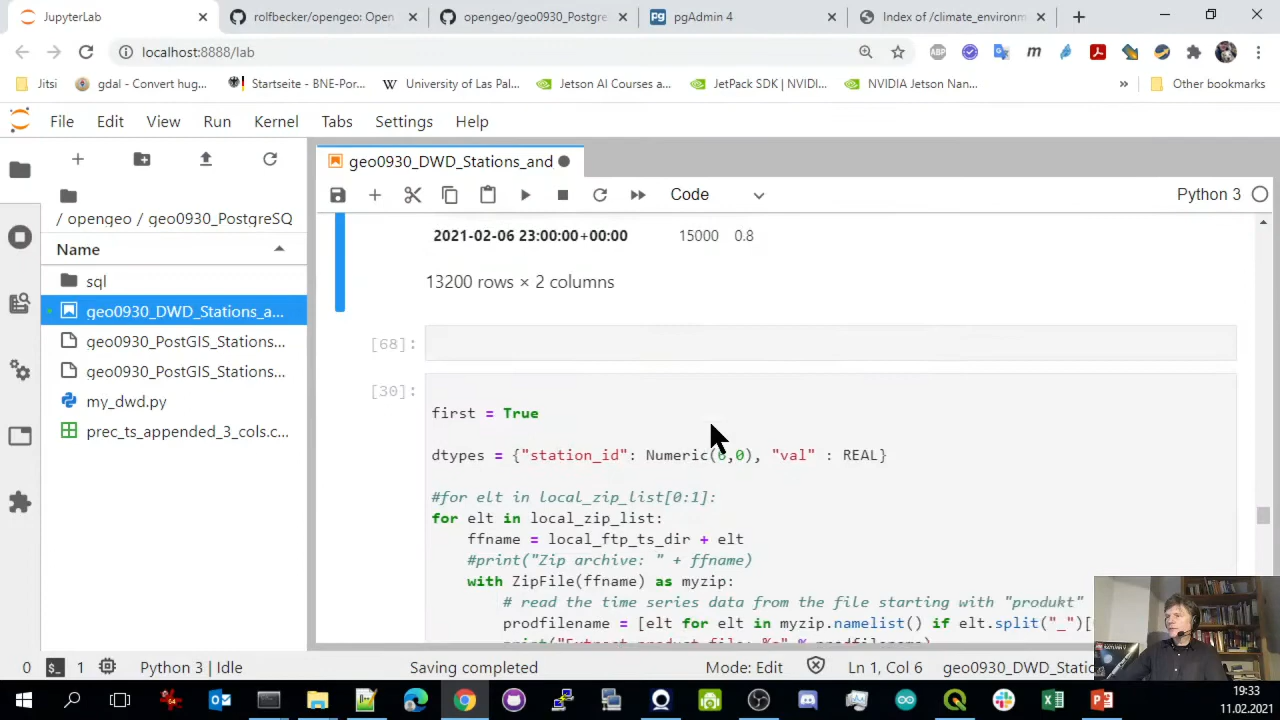 JupyterLab
rolfbecker/opengeo: Open
opengeo/geo0930_Postgre
pgAdmin 4
Index of /climate_environm
localhost:8888/lab
Jitsi
gdal - Convert hug...
Startseite - BNE-Por...
University of Las Pal...
Jetson AI Courses a...
JetPack SDK | NVIDI...
NVIDIA Jetson Nan...
Other bookmarks
File Edit View Run Kernel Tabs Settings Help
geo0930_DWD_Stations_and
Code
Python 3
/ opengeo / geo0930_PostgreSQ
Name
sql
geo0930_DWD_Stations_a...
geo0930_PostGIS_Stations...
geo0930_PostGIS_Stations...
my_dwd.py
prec_ts_appended_3_cols.c...
2021-02-06 23:00:00+00:00 15000 0.8
13200 rows × 2 columns
[68]:
[30]:
first = True
dtypes = {"station_id": Numeric(6,0), "val" : REAL}
#for elt in local_zip_list[0:1]:
for elt in local_zip_list:
ffname = local_ftp_ts_dir + elt
#print("Zip archive: " + ffname)
with ZipFile(ffname) as myzip:
# read the time series data from the file starting with "produkt"
prodfilename = [elt for elt in myzip.namelist() if elt.split("_")[
print("Extract product file: %s" % prodfilename)
0 1 Python 3 | Idle Saving completed Mode: Edit Ln 1, Col 6 geo0930_DWD_Static
19:33
11.02.2021